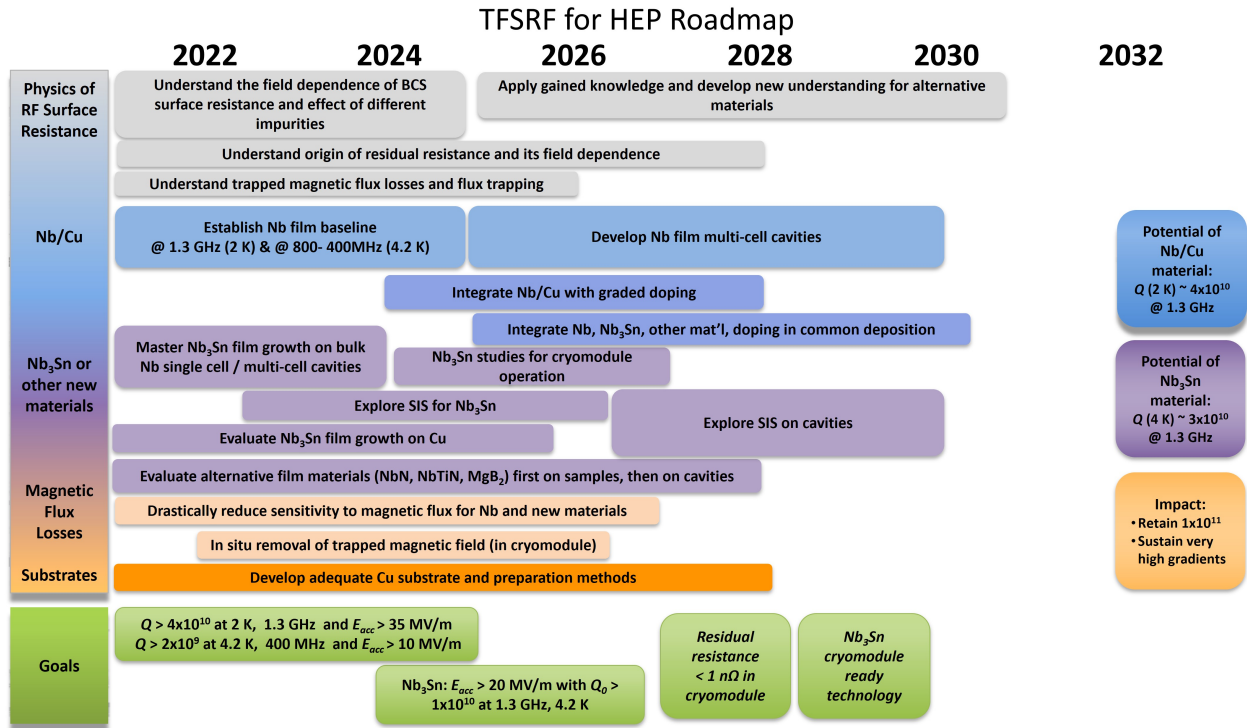 TFSRF for HEP Roadmap
2022
2024
2026
2028
2030
2032
Physics of
RF Surface
Resistance
Understand the field dependence of BCS
surface resistance and effect of different
impurities
Apply gained knowledge and develop new understanding for alternative
materials
Understand origin of residual resistance and its field dependence
Understand trapped magnetic flux losses and flux trapping
Nb/Cu
Establish Nb film baseline
@ 1.3 GHz (2 K) & @ 800- 400MHz (4.2 K)
Develop Nb film multi-cell cavities
Integrate Nb/Cu with graded doping
Integrate Nb, Nb₃Sn, other mat'l, doping in common deposition
Potential of
Nb/Cu
material:
Q (2 K) ~ 4x10¹⁰
@ 1.3 GHz
Nb₃Sn or
other new
materials
Master Nb₃Sn film growth on bulk
Nb single cell / multi-cell cavities
Nb₃Sn studies for cryomodule
operation
Explore SIS for Nb₃Sn
Explore SIS on cavities
Evaluate Nb₃Sn film growth on Cu
Evaluate alternative film materials (NbN, NbTiN, MgB₂) first on samples, then on cavities
Potential of
Nb₃Sn
material:
Q (4 K) ~ 3x10¹⁰
@ 1.3 GHz
Magnetic
Flux
Losses
Drastically reduce sensitivity to magnetic flux for Nb and new materials
In situ removal of trapped magnetic field (in cryomodule)
Impact:
• Retain 1x10¹¹
• Sustain very
high gradients
Substrates
Develop adequate Cu substrate and preparation methods
Goals
Q > 4x10¹⁰ at 2 K, 1.3 GHz and E_acc > 35 MV/m
Q > 2x10⁹ at 4.2 K, 400 MHz and E_acc > 10 MV/m
Nb₃Sn: E_acc > 20 MV/m with Q₀ >
1x10¹⁰ at 1.3 GHz, 4.2 K
Residual
resistance
< 1 nΩ in
cryomodule
Nb₃Sn
cryomodule
ready
technology